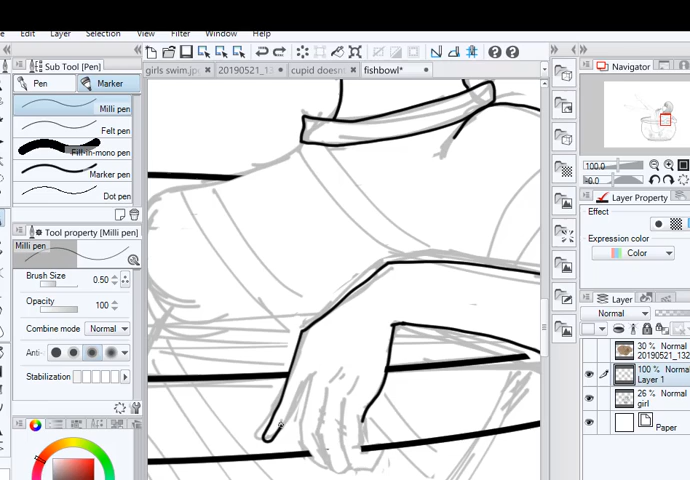 Edit Layer Selection View Filter Window Help
Sub Tool [Pen]
Pen Marker
Milli pen
Felt pen
Fill-in-mono pen
Marker pen
Dot pen
Tool property [Milli pen]
Milli pen
Brush Size 0.50
Opacity 100
Combine mode Normal
Anti-
Stabilization
girls swim.jp
20190521_1
cupid doesn
fishbowl*
Navigator
100.0
-0.0
Layer Property
Effect
Expression color
Color
Layer
Normal
30 % Normal
20190521_13
100 % Normal
Layer 1
26 % Normal
girl
Paper